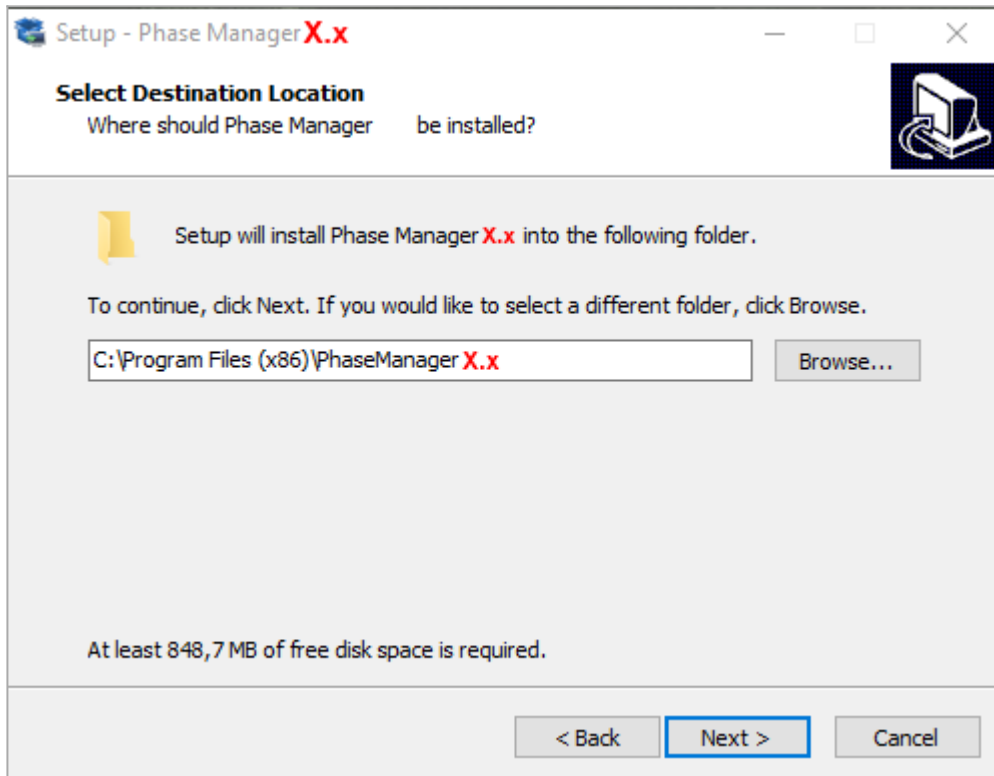 Setup - Phase Manager X.x
Select Destination Location
Where should Phase Manager be installed?
Setup will install Phase Manager X.x into the following folder.
To continue, click Next. If you would like to select a different folder, click Browse.
C:\Program Files (x86)\PhaseManager X.x
Browse...
At least 848,7 MB of free disk space is required.
< Back
Next >
Cancel